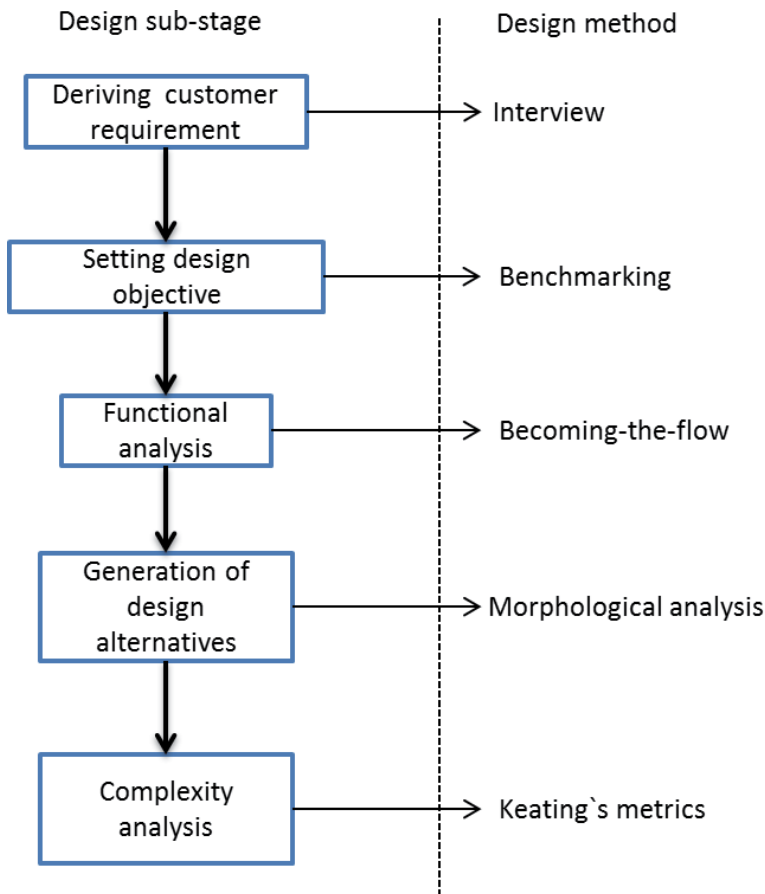 Design sub-stage
Design method
Deriving customer
requirement
Interview
Setting design
objective
Benchmarking
Functional
analysis
Becoming-the-flow
Generation of
design
alternatives
Morphological analysis
Complexity
analysis
Keating`s metrics